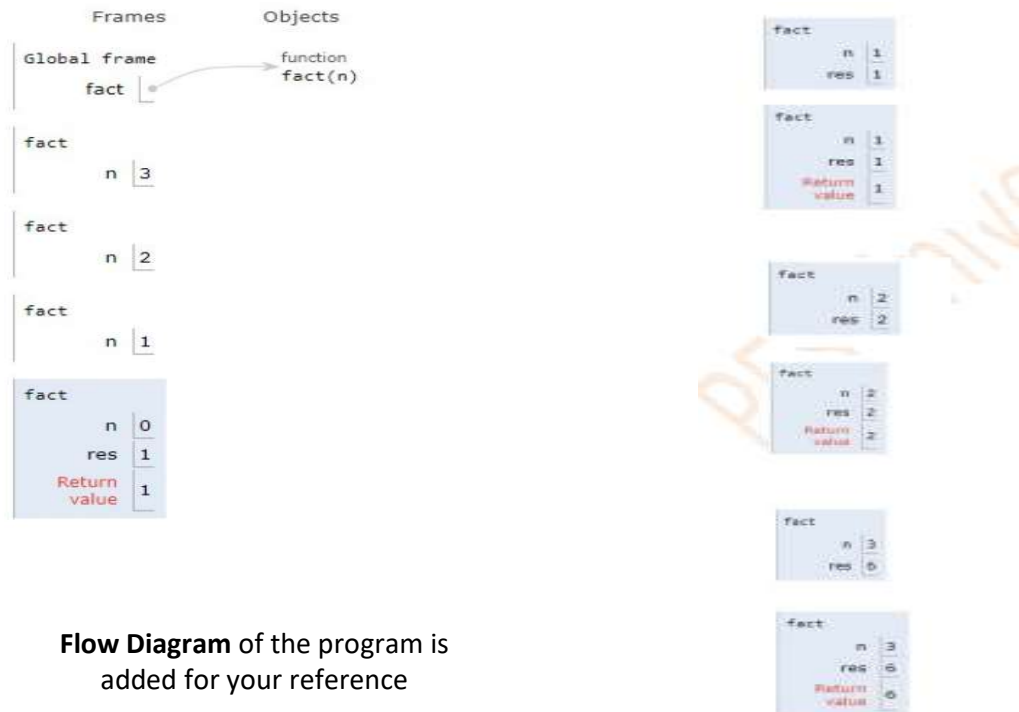 Frames Objects
Global frame
fact
function
fact(n)
fact
n 3
fact
n 2
fact
n 1
fact
n 0
res 1
Return
value 1
Flow Diagram of the program is
added for your reference
fact
n 1
res 1
fact
n 1
res 1
Return
value 1
fact
n 2
res 2
fact
n 2
res 2
Return
value 2
fact
n 3
res 6
fact
n 3
res 6
Return
value 6